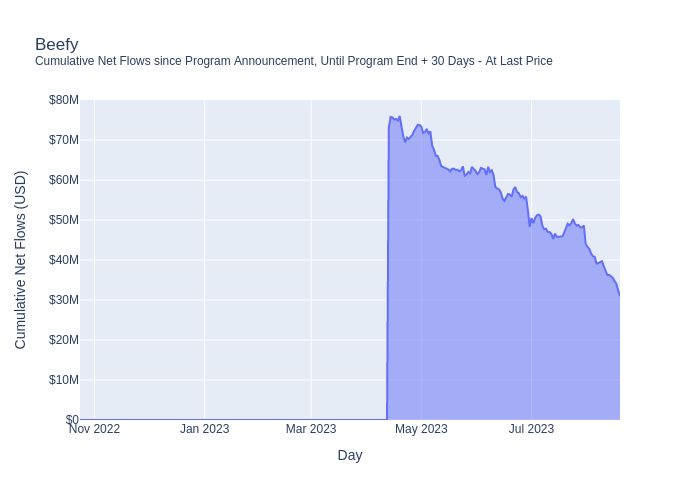 Beefy
Cumulative Net Flows since Program Announcement, Until Program End + 30 Days - At Last Price
Cumulative Net Flows (USD)
$80M
$70M
$60M
$50M
$40M
$30M
$20M
$10M
$0
Nov 2022
Jan 2023
Mar 2023
May 2023
Jul 2023
Day